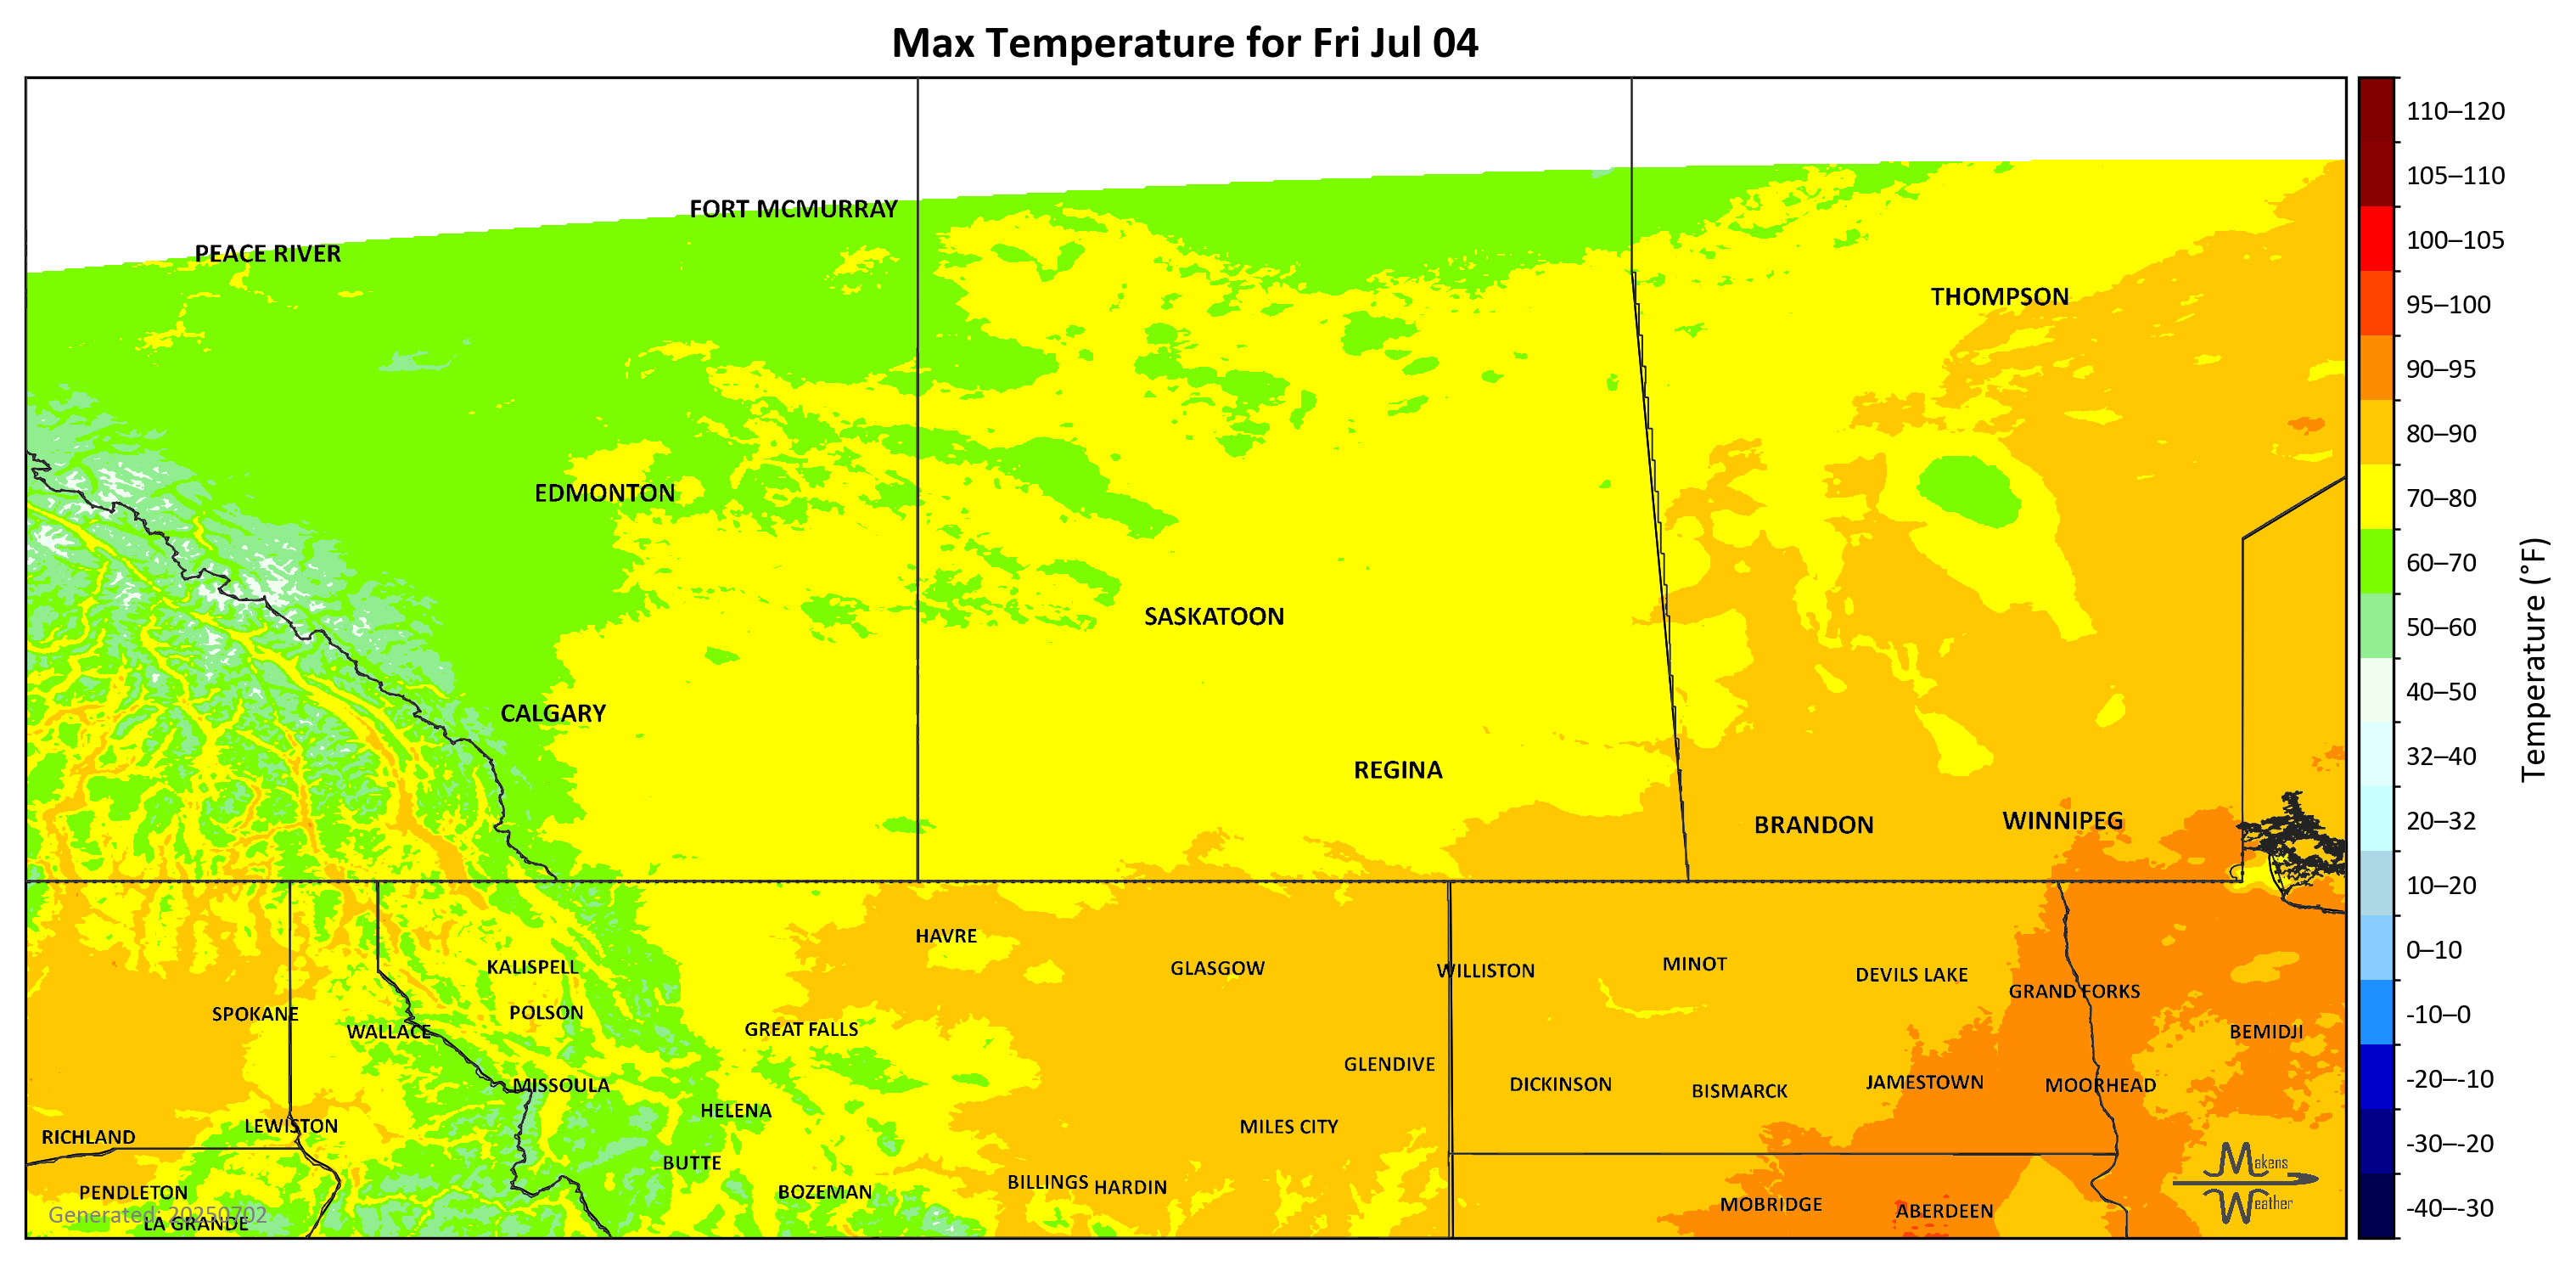 Max Temperature for Fri Jul 04
FORT MCMURRAY
PEACE RIVER
THOMPSON
EDMONTON
SASKATOON
CALGARY
REGINA
BRANDON
WINNIPEG
HAVRE
KALISPELL
GLASGOW
WILLISTON
MINOT
DEVILS LAKE
GRAND FORKS
SPOKANE
POLSON
WALLACE
GREAT FALLS
BEMIDJI
GLENDIVE
MISSOULA
DICKINSON
BISMARCK
JAMESTOWN
MOORHEAD
HELENA
LEWISTON
MILES CITY
RICHLAND
BUTTE
PENDLETON
BOZEMAN
BILLINGS
HARDIN
MOBRIDGE
ABERDEEN
Generated: 20250702
LA GRANDE
Makens
Weather
110–120
105–110
100–105
95–100
90–95
80–90
70–80
60–70
50–60
40–50
32–40
20–32
10–20
0–10
-10–0
-20–-10
-30–-20
-40–-30
Temperature (°F)